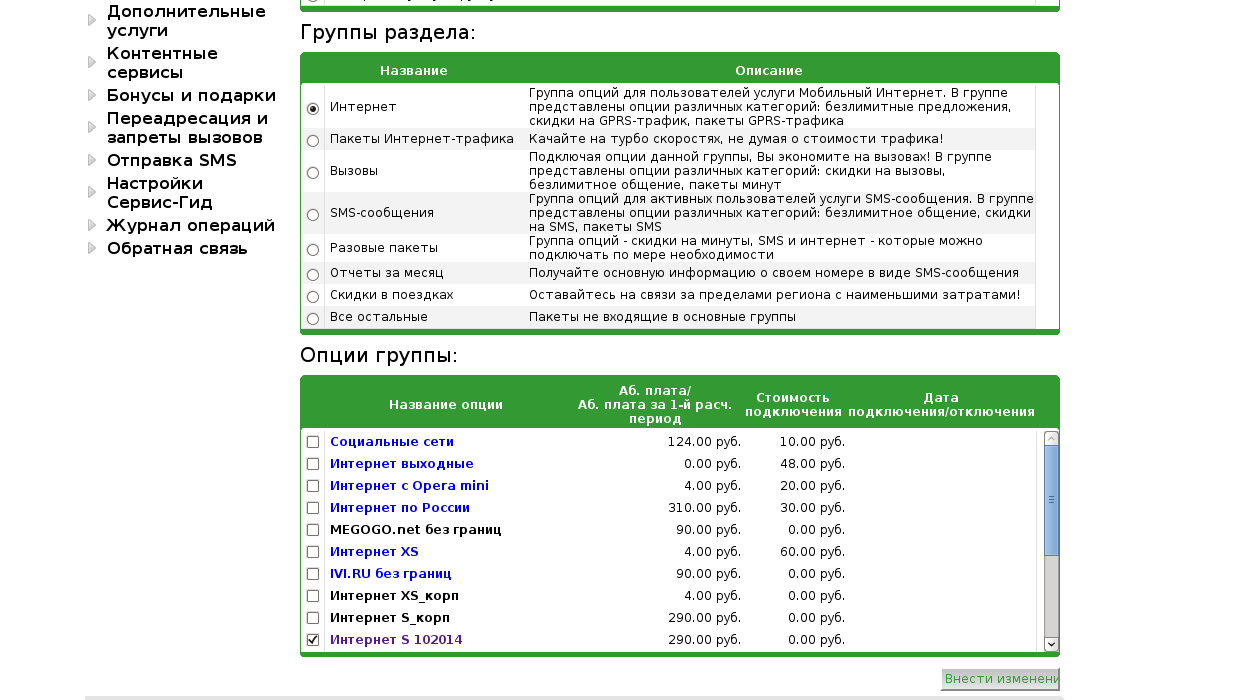 Дополнительные
услуги
Контентные
сервисы
Бонусы и подарки
Переадресация и
запреты вызовов
Отправка SMS
Настройки
Сервис-Гид
Журнал операций
Обратная связь
Группы раздела:
Название Описание
Интернет
Группа опций для пользователей услуги Мобильный Интернет. В группе
представлены опции различных категорий: безлимитные предложения,
скидки на GPRS-трафик, пакеты GPRS-трафика
Пакеты Интернет-трафика Качайте на турбо скоростях, не думая о стоимости трафика!
Вызовы
Подключая опции данной группы, Вы экономите на вызовах! В группе
представлены опции различных категорий: скидки на вызовы,
безлимитное общение, пакеты минут
SMS-сообщения
Группа опций для активных пользователей услуги SMS-сообщения. В группе
представлены опции различных категорий: безлимитное общение, скидки
на SMS, пакеты SMS
Разовые пакеты
Группа опций - скидки на минуты, SMS и интернет - которые можно
подключать по мере необходимости
Отчеты за месяц Получайте основную информацию о своем номере в виде SMS-сообщения
Скидки в поездках Оставайтесь на связи за пределами региона с наименьшими затратами!
Все остальные Пакеты не входящие в основные группы
Опции группы:
Название опции
Аб. плата/
Аб. плата за 1-й расч.
период
Стоимость
подключения
Дата
подключения/отключения
Социальные сети 124.00 руб. 10.00 руб.
Интернет выходные 0.00 руб. 48.00 руб.
Интернет с Opera mini 4.00 руб. 20.00 руб.
Интернет по России 310.00 руб. 30.00 руб.
MEGOGO.net без границ 90.00 руб. 0.00 руб.
Интернет XS 4.00 руб. 60.00 руб.
IVI.RU без границ 90.00 руб. 0.00 руб.
Интернет XS_корп 4.00 руб. 0.00 руб.
Интернет S_корп 290.00 руб. 0.00 руб.
Интернет S 102014 290.00 руб. 0.00 руб.
Внести изменени